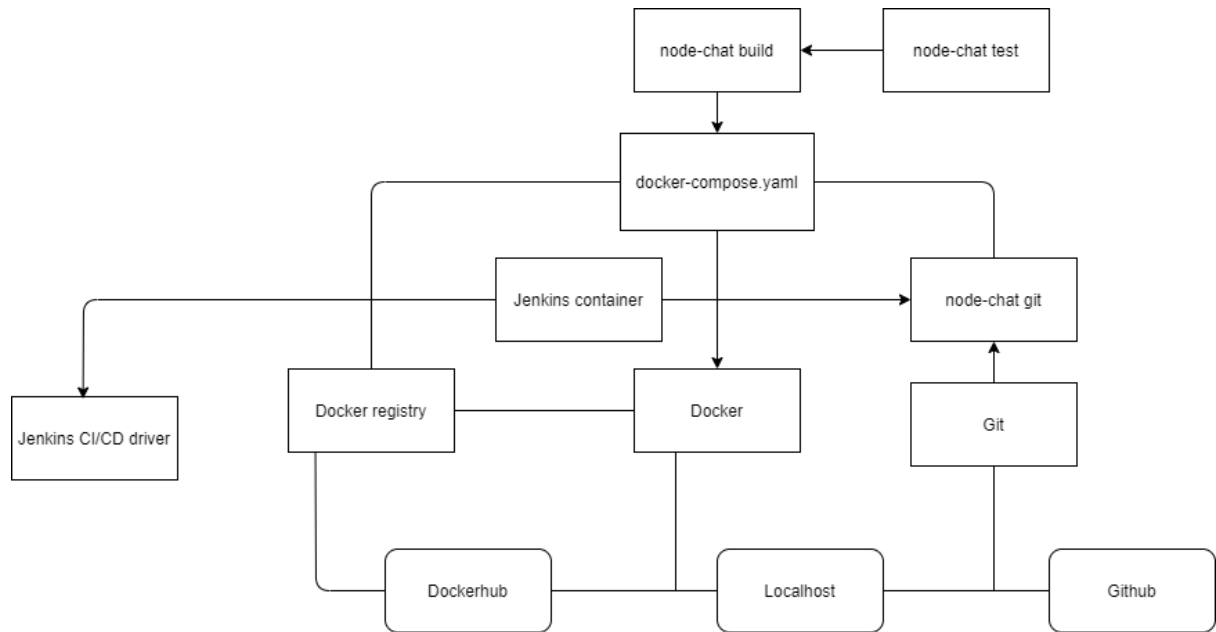 node-chat build
node-chat test
docker-compose.yaml
Jenkins container
node-chat git
Docker registry
Docker
Git
Jenkins CI/CD driver
Dockerhub
Localhost
Github